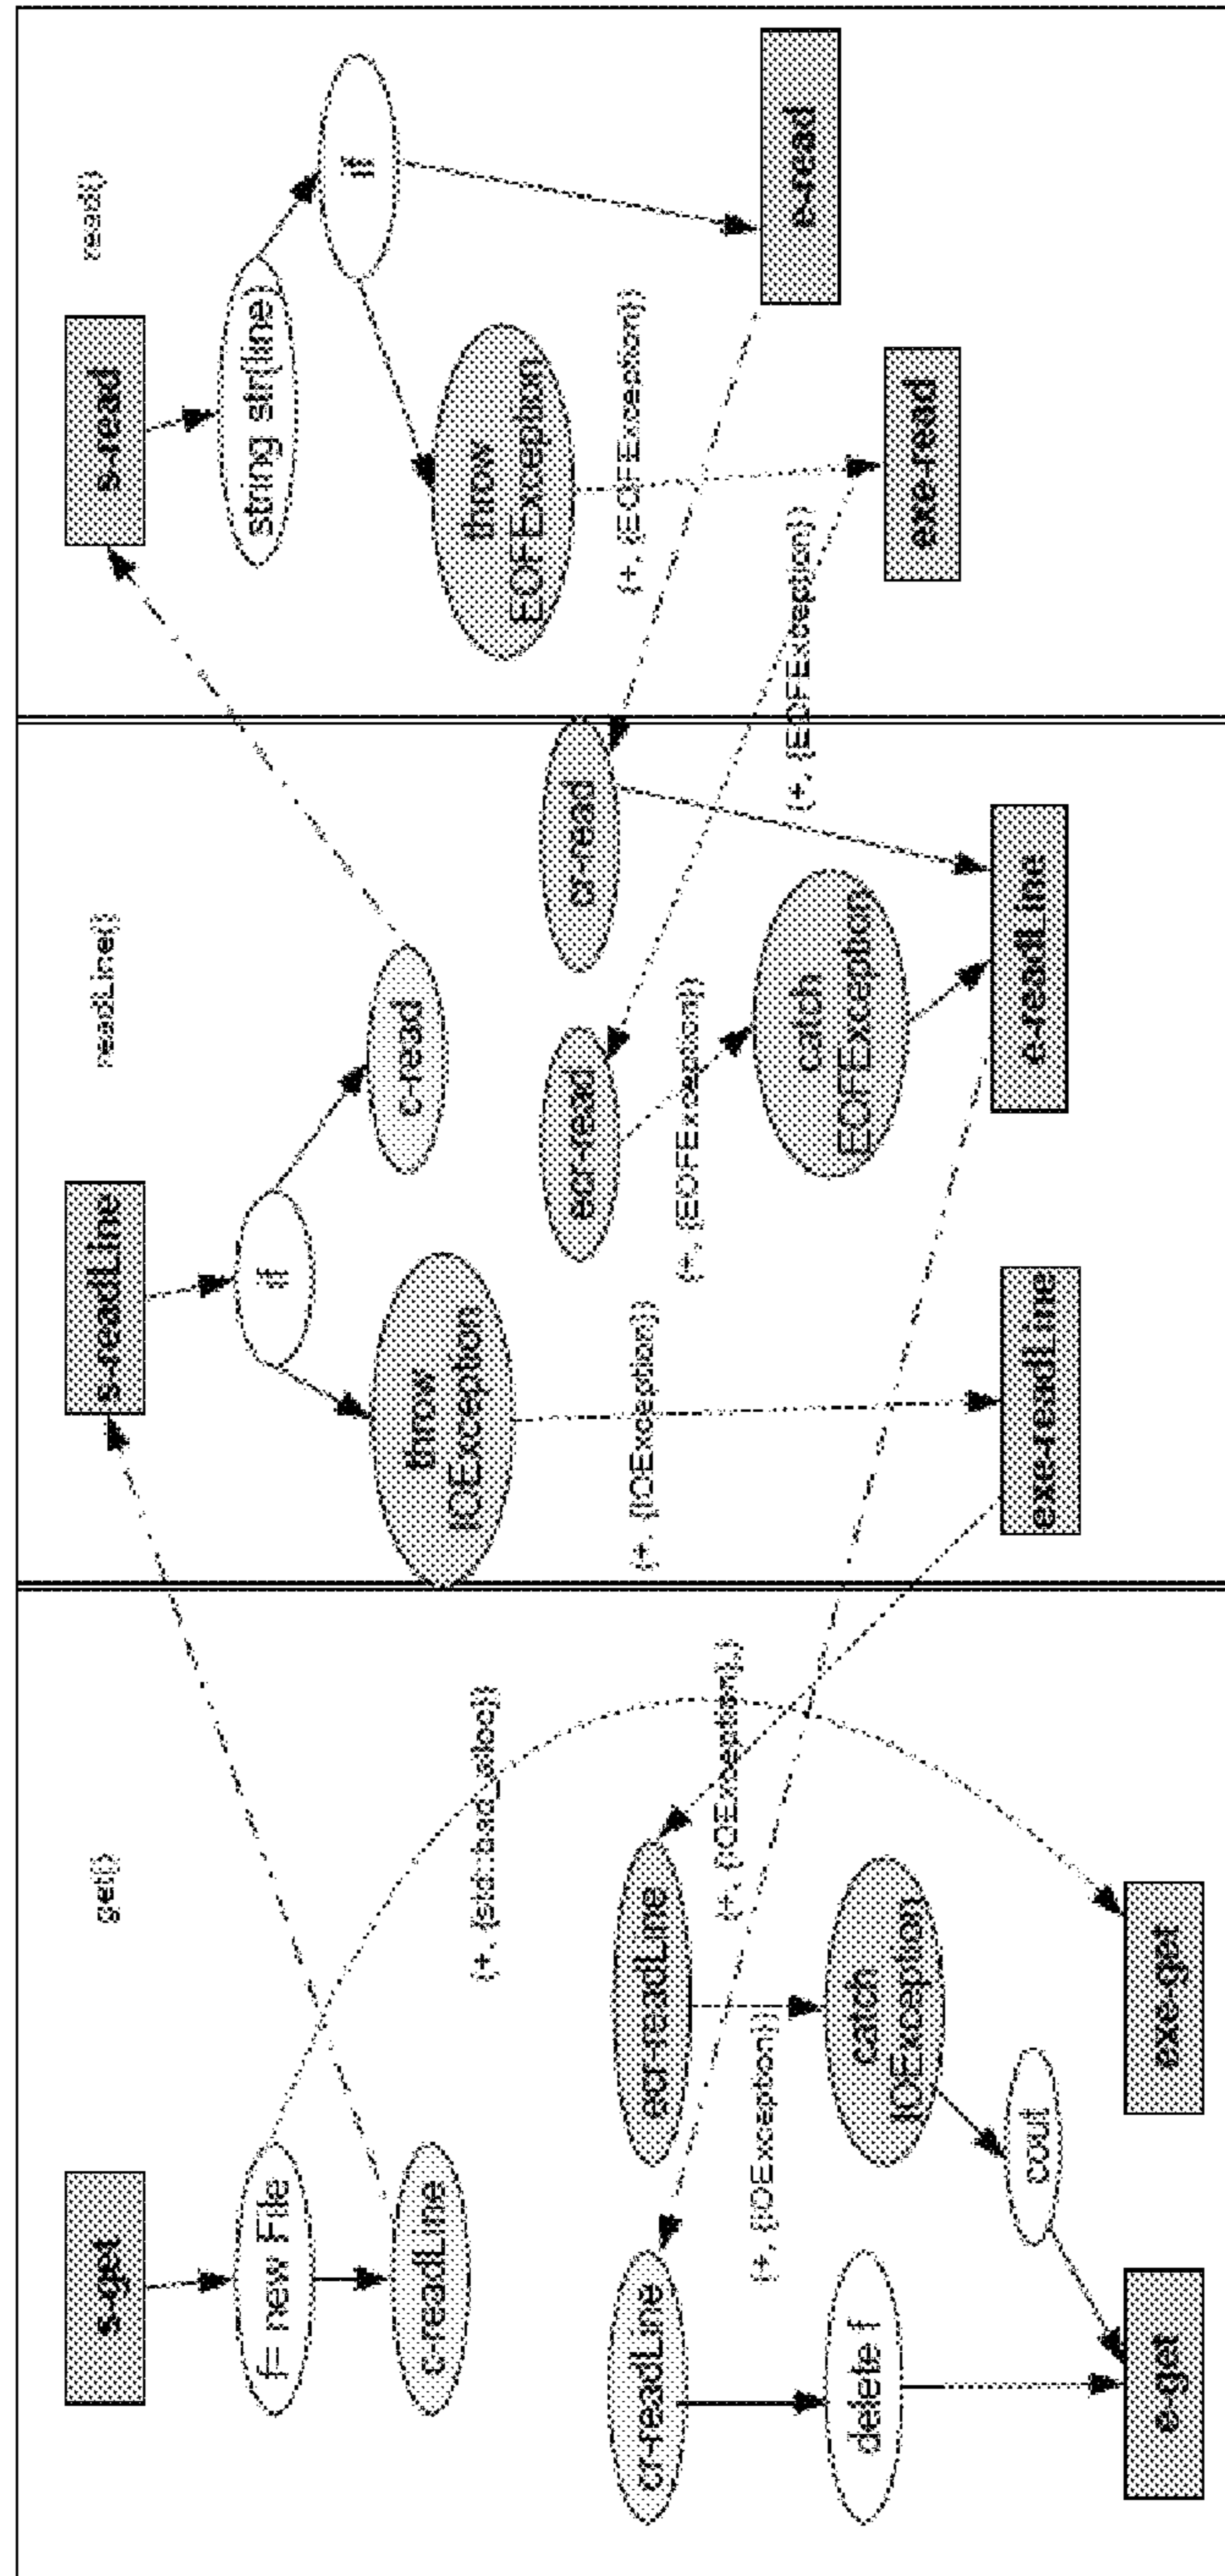 get()
s-get
f= new File
c-readLine
{+, {std::bad_alloc}}
cr-readLine
ecr-readLine
{+, {IOException},}
{+, {IOException}}
delete f
catch
IOException
cout
e-get
exe-get
readLine()
s-readLine
if
throw
IOException
c-read
{+, {IOException}}
ecr-read
cr-read
{+, {EOFException}}
catch
EOFException
exe-readLine
e-readLine
read()
s-read
string str(line)
if
throw
EOFException
{+, {EOFException}}
{+, {EOFException}}
exe-read
e-read